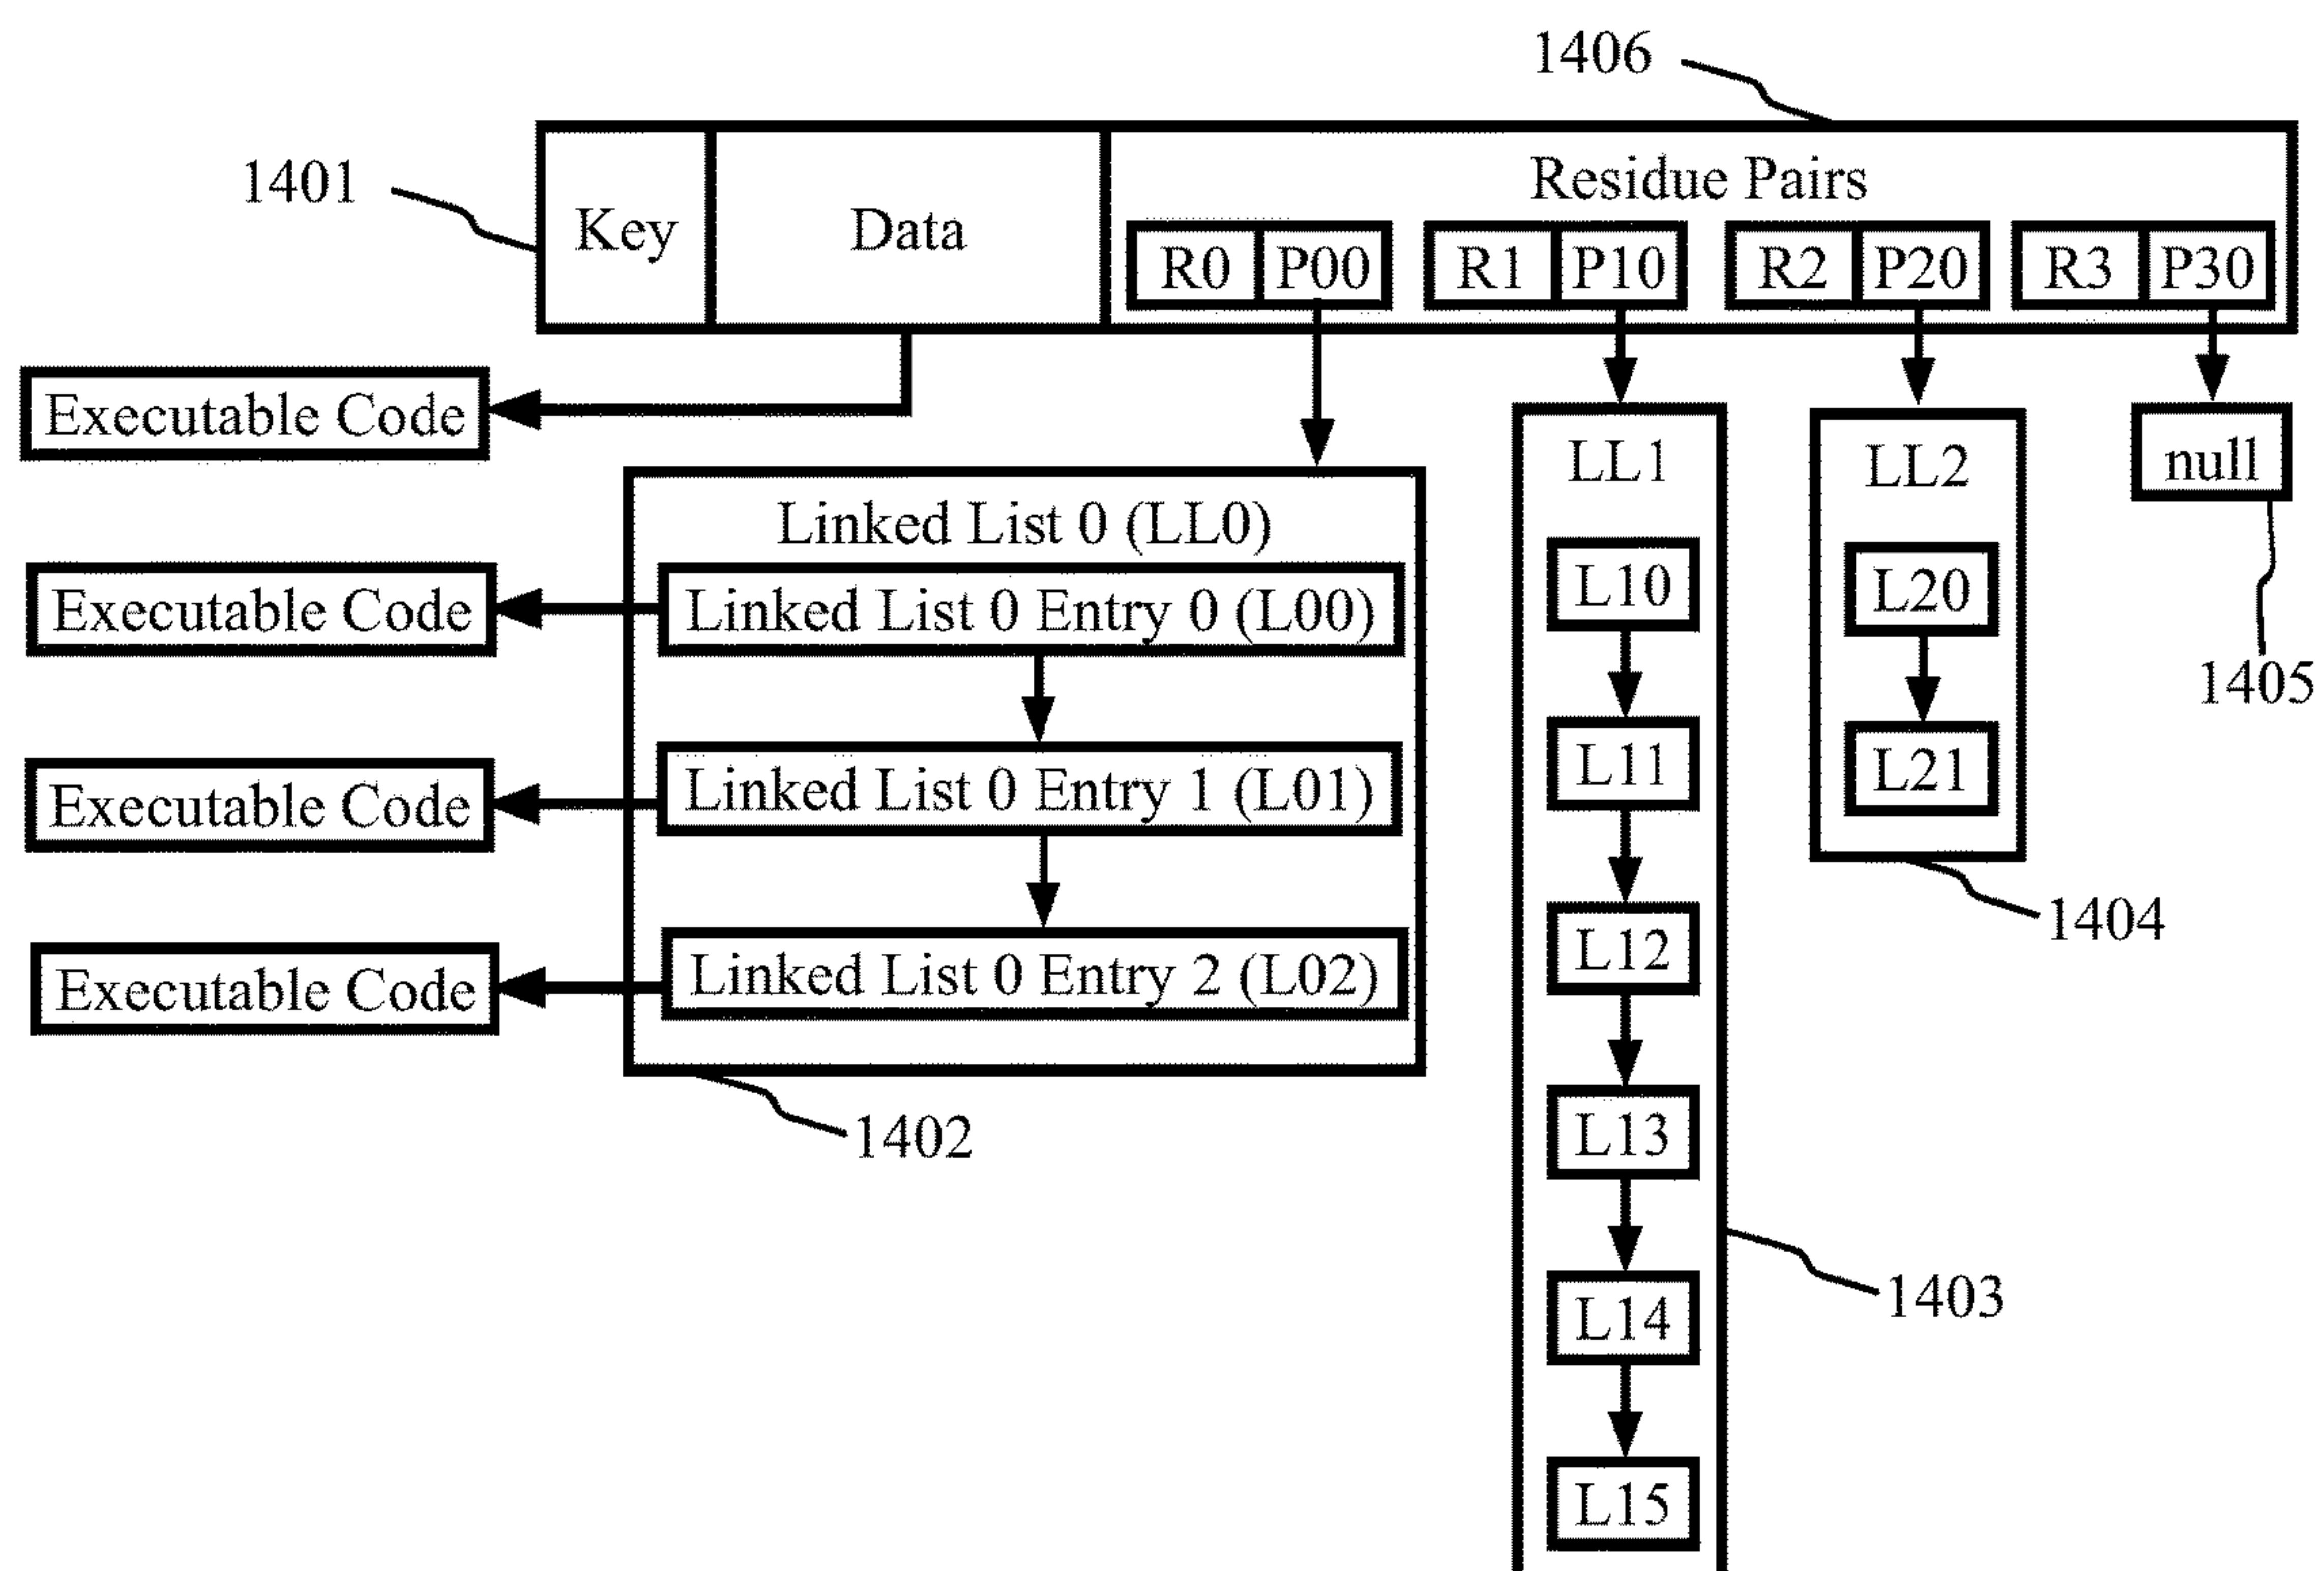 1406
1401
Key
Data
Residue Pairs
R0 P00 R1 P10 R2 P20 R3 P30
Executable Code
Linked List 0 (LL0)
Executable Code
Linked List 0 Entry 0 (L00)
Executable Code
Linked List 0 Entry 1 (L01)
Executable Code
Linked List 0 Entry 2 (L02)
1402
LL1
L10
L11
L12
L13
L14
L15
1403
LL2
L20
L21
1404
null
1405